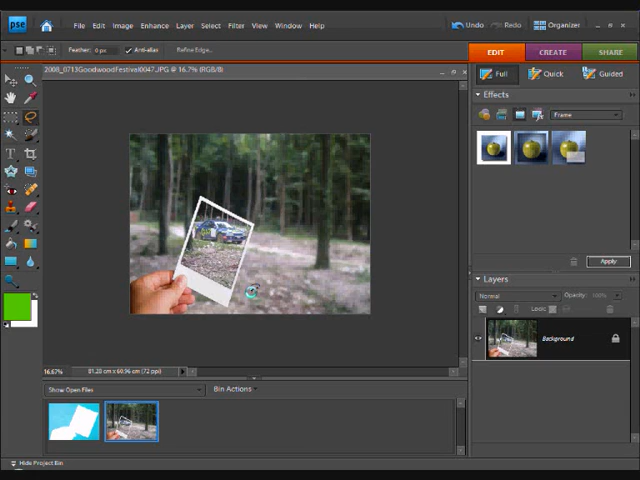 pse File Edit Image Enhance Layer Select Filter View Window Help Undo Redo Organizer
Feather: 0 px Anti-alias Refine Edge...
EDIT CREATE SHARE
2008_0713GoodwoodFestival0047.JPG @ 16.7% (RGB/8)
Full Quick Guided
Effects
Frame
Apply
Layers
Normal Opacity: 100%
Lock:
Background
16.67% 81.28 cm x 60.96 cm (72 ppi)
Show Open Files Bin Actions
Hide Project Bin